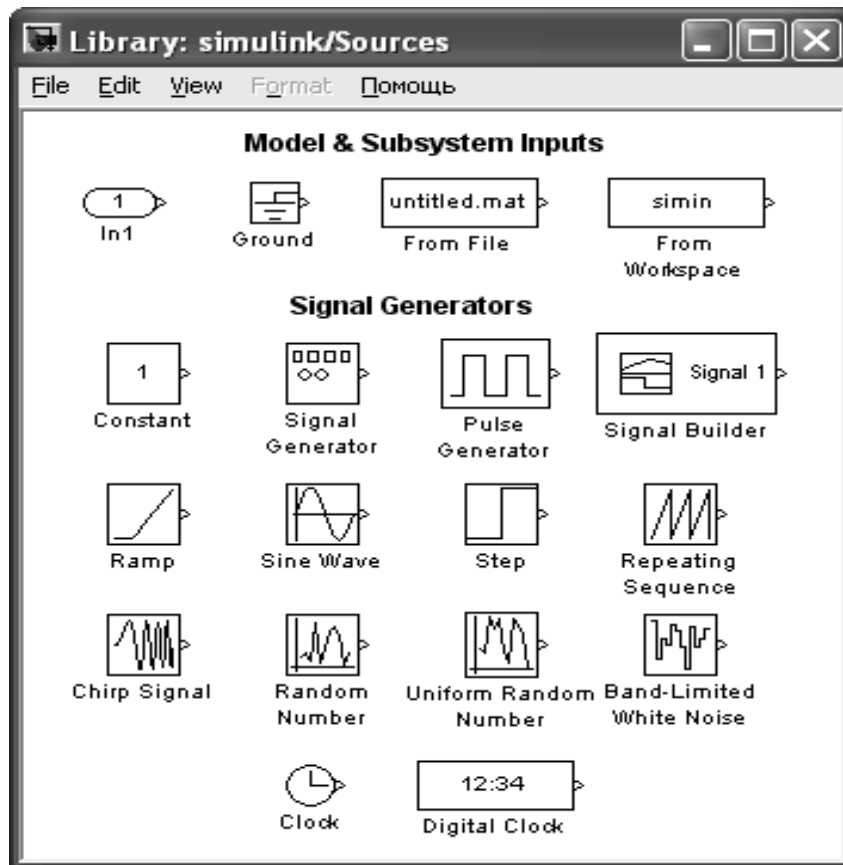 Library: simulink/Sources
File Edit View Format Помощь
Model & Subsystem Inputs
1
In1
Ground
untitled.mat
From File
simin
From
Workspace
Signal Generators
1
Constant
Signal
Generator
Pulse
Generator
Signal 1
Signal Builder
Ramp
Sine Wave
Step
Repeating
Sequence
Chirp Signal
Random
Number
Uniform Random
Number
Band-Limited
White Noise
Clock
12:34
Digital Clock